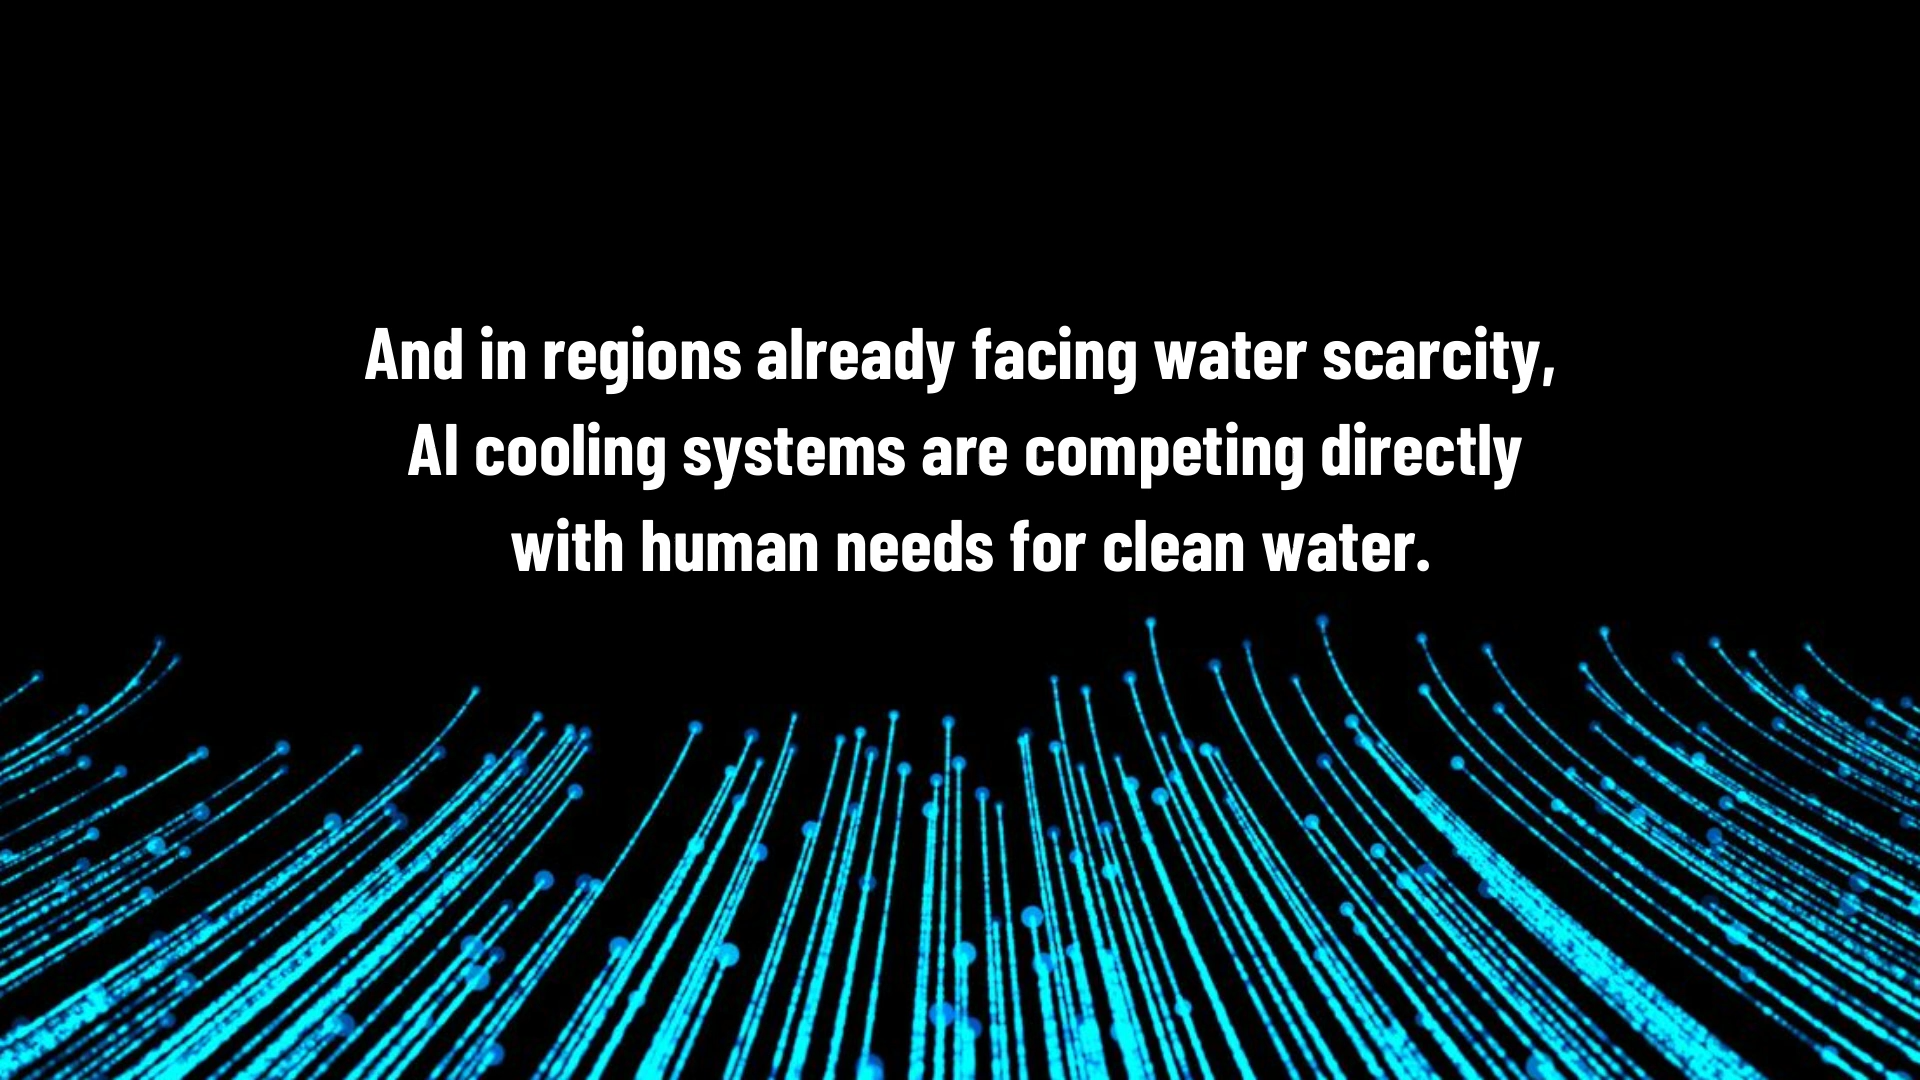 And in regions already facing water scarcity,
AI cooling systems are competing directly
with human needs for clean water.